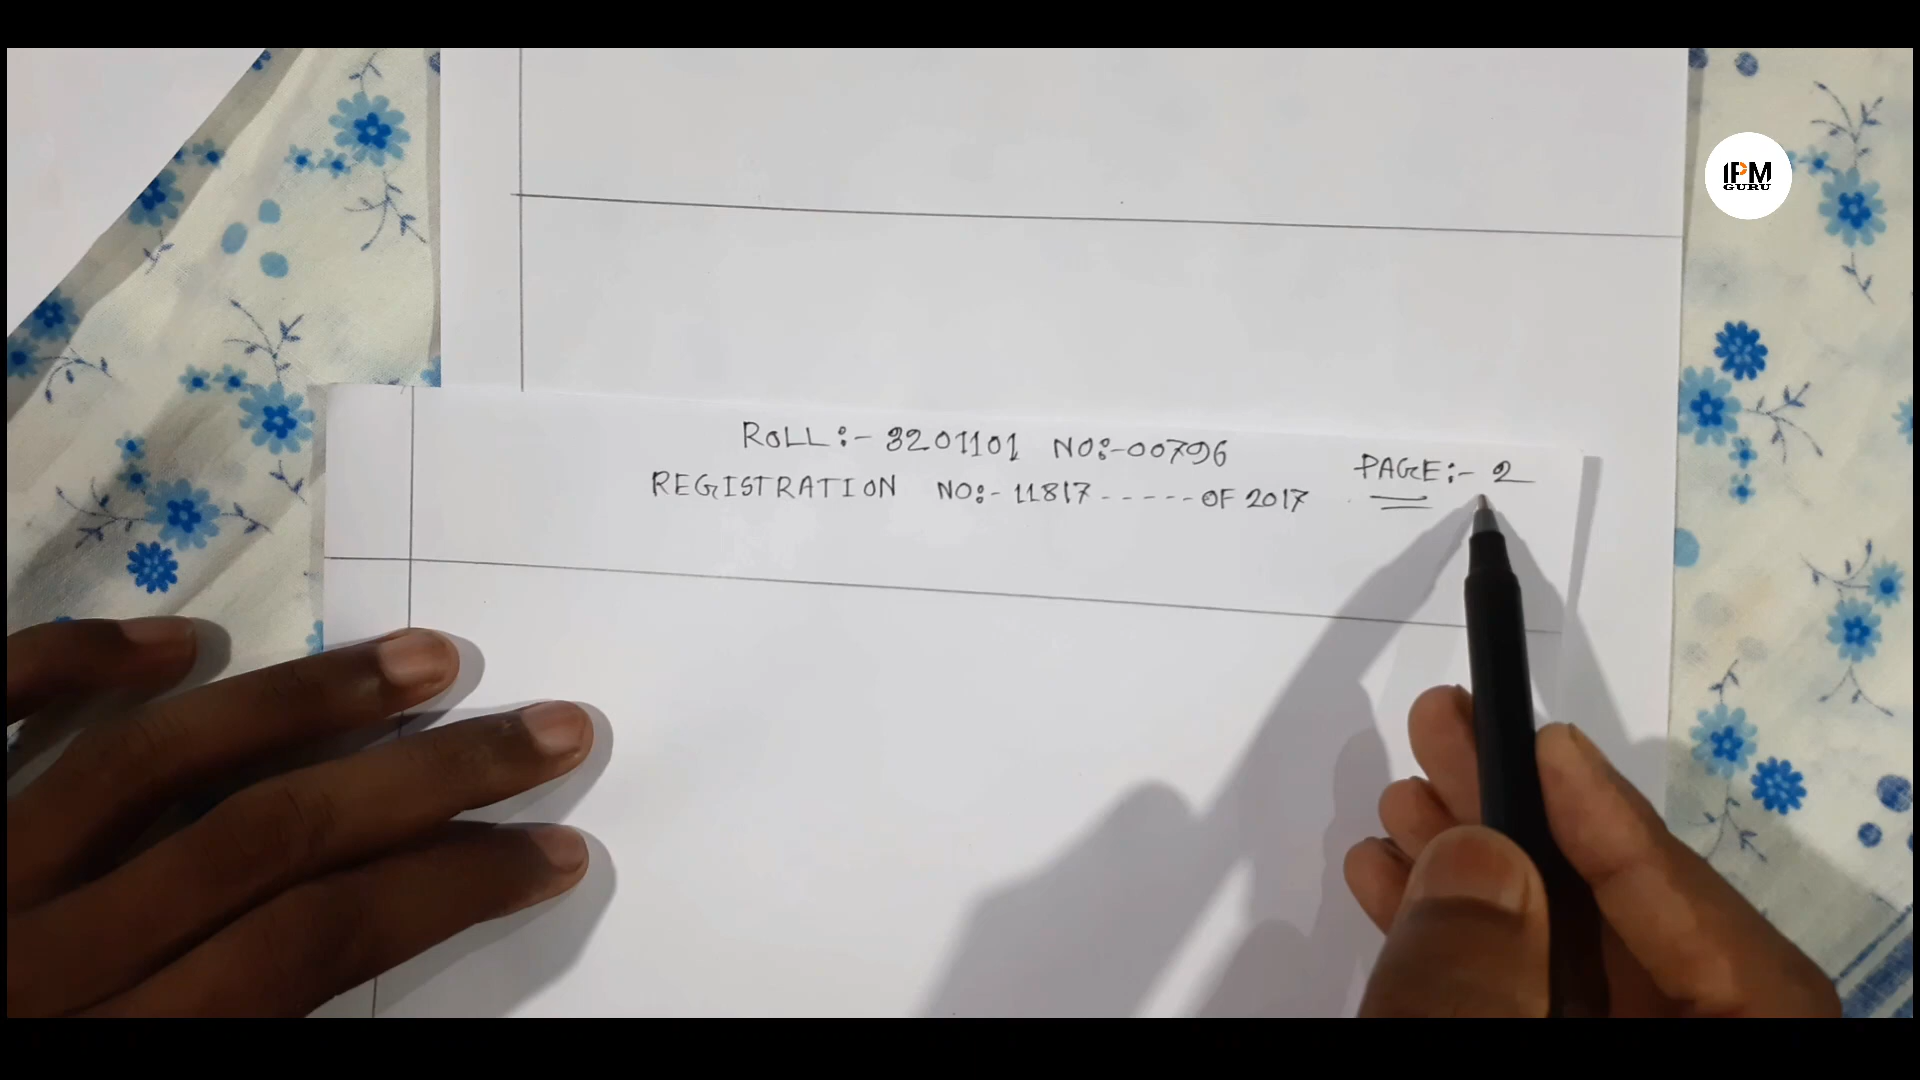 IPM
GURU
ROLL:- 3201101 NO:-00796
PAGE:- 2
REGISTRATION NO:- 11817 - - - - - OF 2017